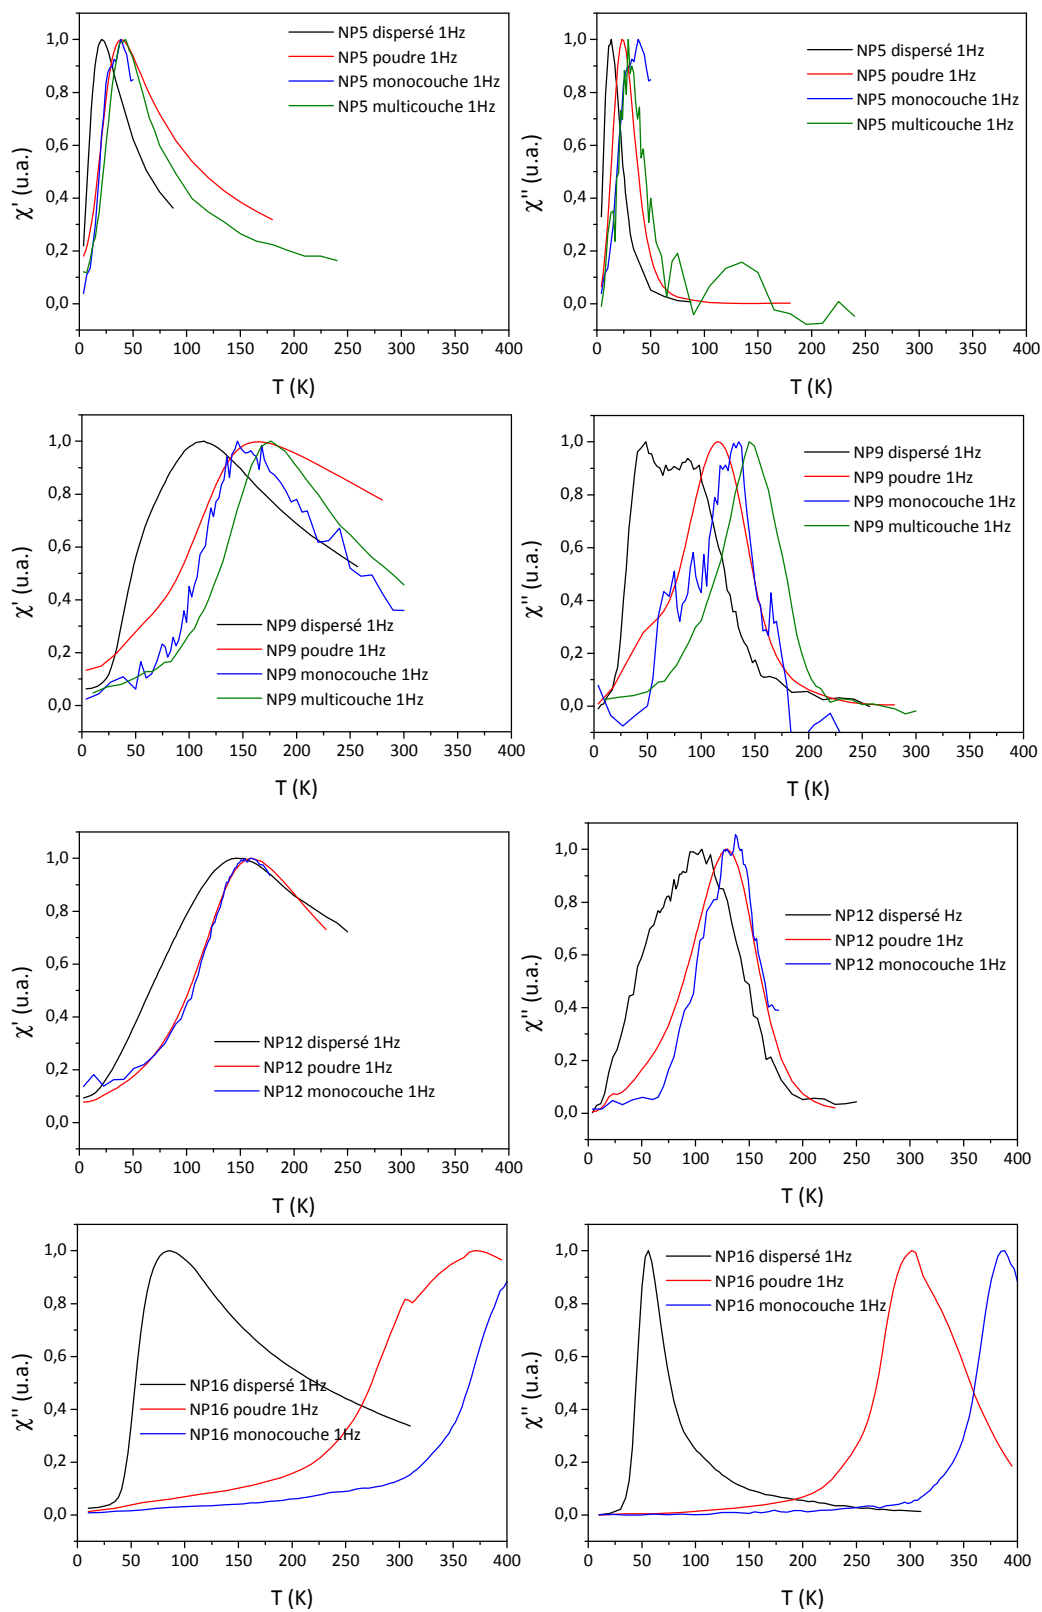 NP5 dispersé 1Hz
NP5 poudre 1Hz
NP5 monocouche 1Hz
NP5 multicouche 1Hz
1,0
0,8
0,6
0,4
0,2
0,0
χ' (u.a.)
0 50 100 150 200 250 300 350 400
T (K)
NP5 dispersé 1Hz
NP5 poudre 1Hz
NP5 monocouche 1Hz
NP5 multicouche 1Hz
1,0
0,8
0,6
0,4
0,2
0,0
χ'' (u.a.)
0 50 100 150 200 250 300 350 400
T (K)
1,0
0,8
0,6
0,4
0,2
0,0
χ' (u.a.)
NP9 dispersé 1Hz
NP9 poudre 1Hz
NP9 monocouche 1Hz
NP9 multicouche 1Hz
0 50 100 150 200 250 300 350 400
T (K)
NP9 dispersé 1Hz
NP9 poudre 1Hz
NP9 monocouche 1Hz
NP9 multicouche 1Hz
1,0
0,8
0,6
0,4
0,2
0,0
χ'' (u.a.)
0 50 100 150 200 250 300 350 400
T (K)
1,0
0,8
0,6
0,4
0,2
0,0
χ' (u.a.)
NP12 dispersé 1Hz
NP12 poudre 1Hz
NP12 monocouche 1Hz
0 50 100 150 200 250 300 350 400
T (K)
1,0
0,8
0,6
0,4
0,2
0,0
χ'' (u.a.)
NP12 dispersé Hz
NP12 poudre 1Hz
NP12 monocouche 1Hz
0 50 100 150 200 250 300 350 400
T (K)
1,0
0,8
0,6
0,4
0,2
0,0
χ'' (u.a.)
NP16 dispersé 1Hz
NP16 poudre 1Hz
NP16 monocouche 1Hz
0 50 100 150 200 250 300 350 400
T (K)
NP16 dispersé 1Hz
NP16 poudre 1Hz
NP16 monocouche 1Hz
1,0
0,8
0,6
0,4
0,2
0,0
χ'' (u.a.)
0 50 100 150 200 250 300 350 400
T (K)